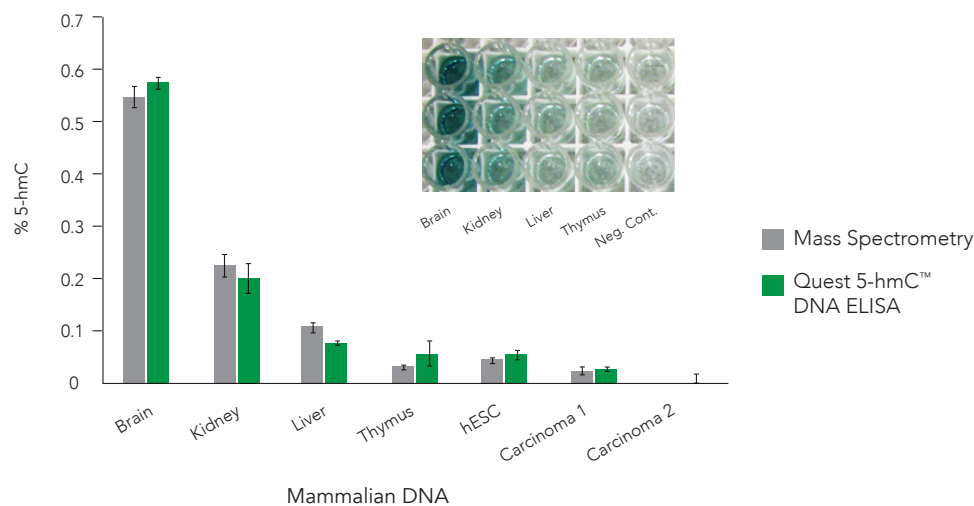 0.7
0.6
0.5
0.4
0.3
0.2
0.1
0
% 5-hmC
Brain
Kidney
Liver
Thymus
Neg. Cont.
Mass Spectrometry
Quest 5-hmC™
DNA ELISA
Brain
Kidney
Liver
Thymus
hESC
Carcinoma 1
Carcinoma 2
Mammalian DNA